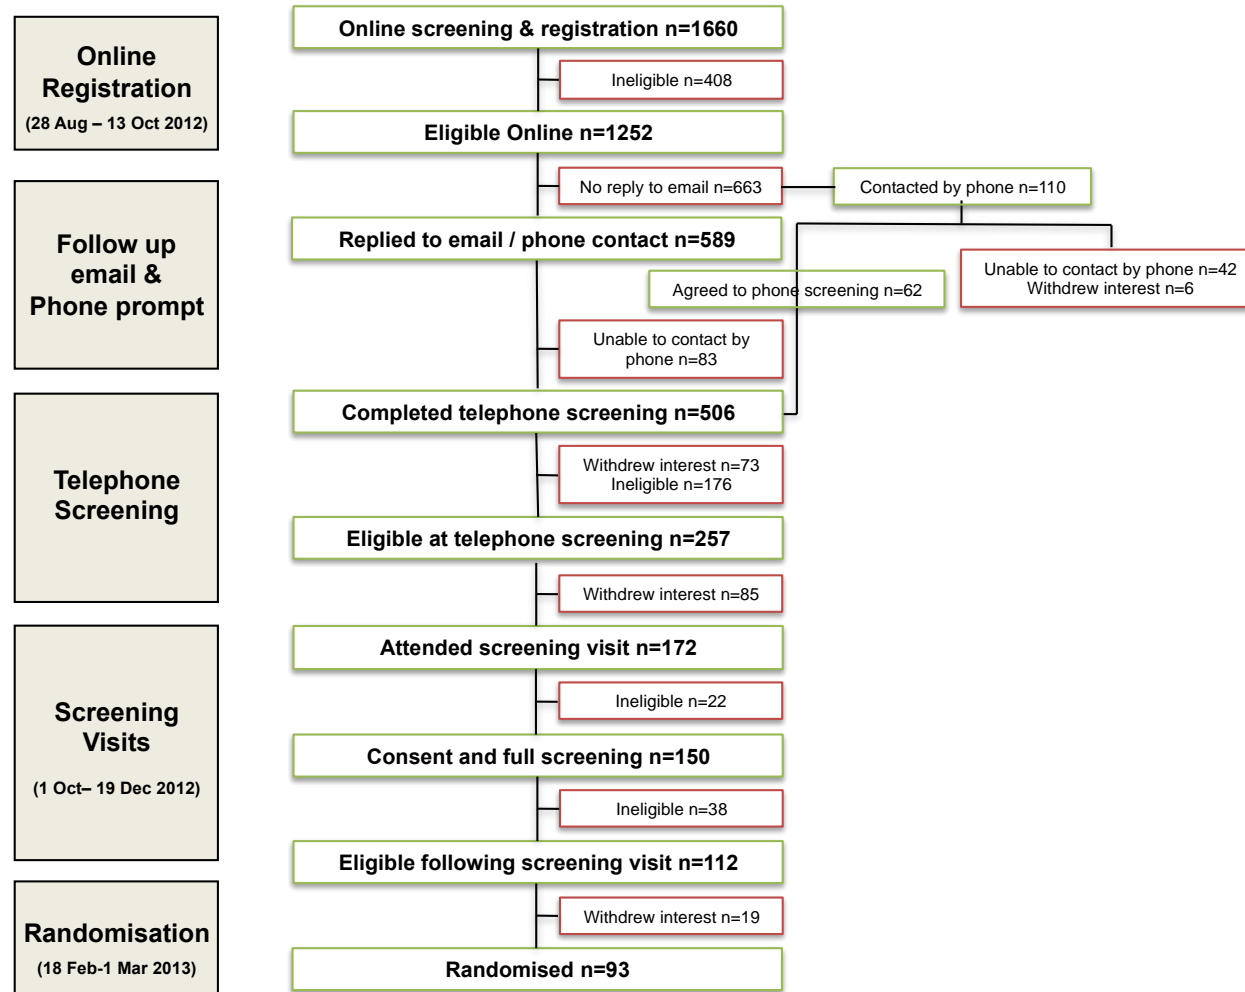 Online
Registration
(28 Aug – 13 Oct 2012)
Online screening & registration n=1660
Ineligible n=408
Eligible Online n=1252
Follow up
email &
Phone prompt
No reply to email n=663
Contacted by phone n=110
Replied to email / phone contact n=589
Unable to contact by phone n=42
Withdrew interest n=6
Agreed to phone screening n=62
Unable to contact by
phone n=83
Telephone
Screening
Completed telephone screening n=506
Withdrew interest n=73
Ineligible n=176
Eligible at telephone screening n=257
Withdrew interest n=85
Screening
Visits
(1 Oct– 19 Dec 2012)
Attended screening visit n=172
Ineligible n=22
Consent and full screening n=150
Ineligible n=38
Eligible following screening visit n=112
Randomisation
(18 Feb-1 Mar 2013)
Withdrew interest n=19
Randomised n=93